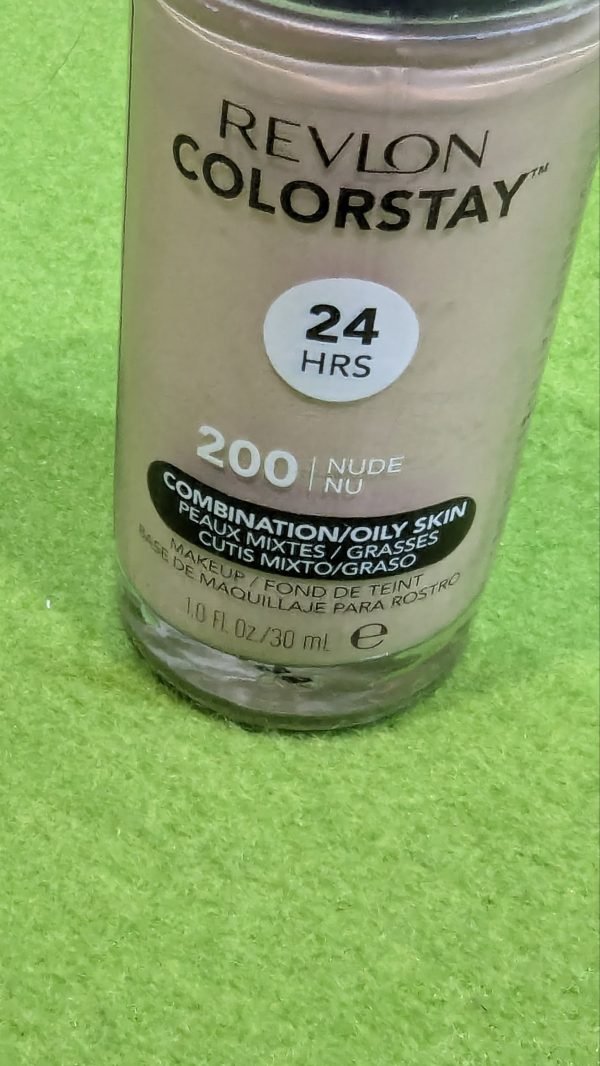 REVLON
COLORSTAY™
24
HRS
200 | NUDE
NU
COMBINATION/OILY SKIN
PEAUX MIXTES / GRASSES
CUTIS MIXTO/GRASO
MAKEUP / FOND DE TEINT
BASE DE MAQUILLAJE PARA ROSTRO
1.0 FL OZ/30 mL ℮